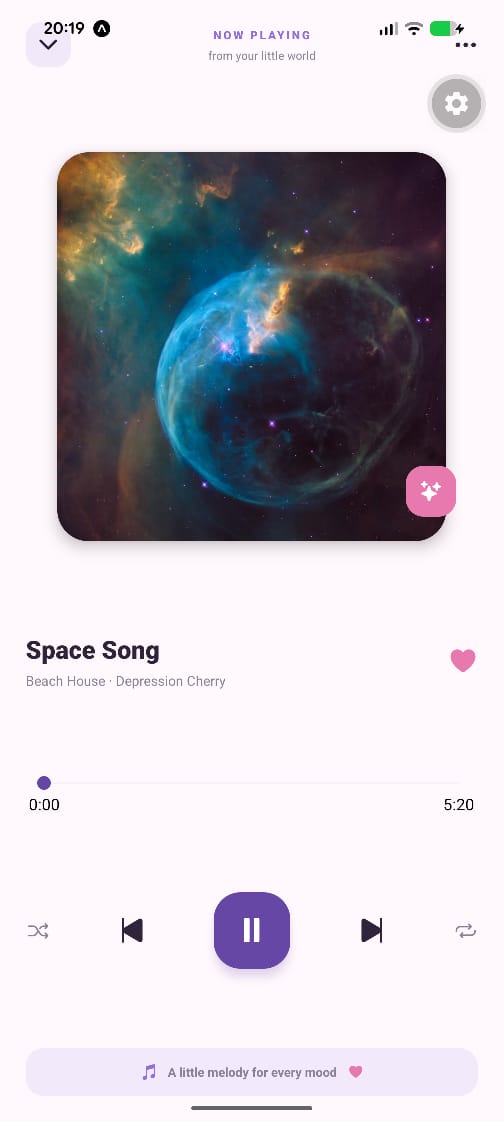 20:19
NOW PLAYING
from your little world
Space Song
Beach House · Depression Cherry
0:00
5:20
A little melody for every mood